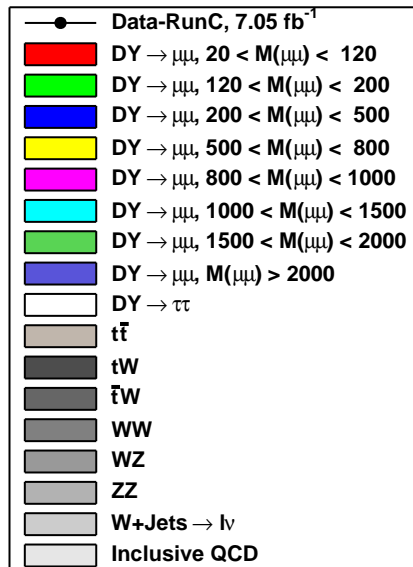 Data-RunC, 7.05 fb⁻¹
DY → μμ, 20 < M(μμ) < 120
DY → μμ, 120 < M(μμ) < 200
DY → μμ, 200 < M(μμ) < 500
DY → μμ, 500 < M(μμ) < 800
DY → μμ, 800 < M(μμ) < 1000
DY → μμ, 1000 < M(μμ) < 1500
DY → μμ, 1500 < M(μμ) < 2000
DY → μμ, M(μμ) > 2000
DY → ττ
tt̄
tW
t̄W
WW
WZ
ZZ
W+Jets → lν
Inclusive QCD